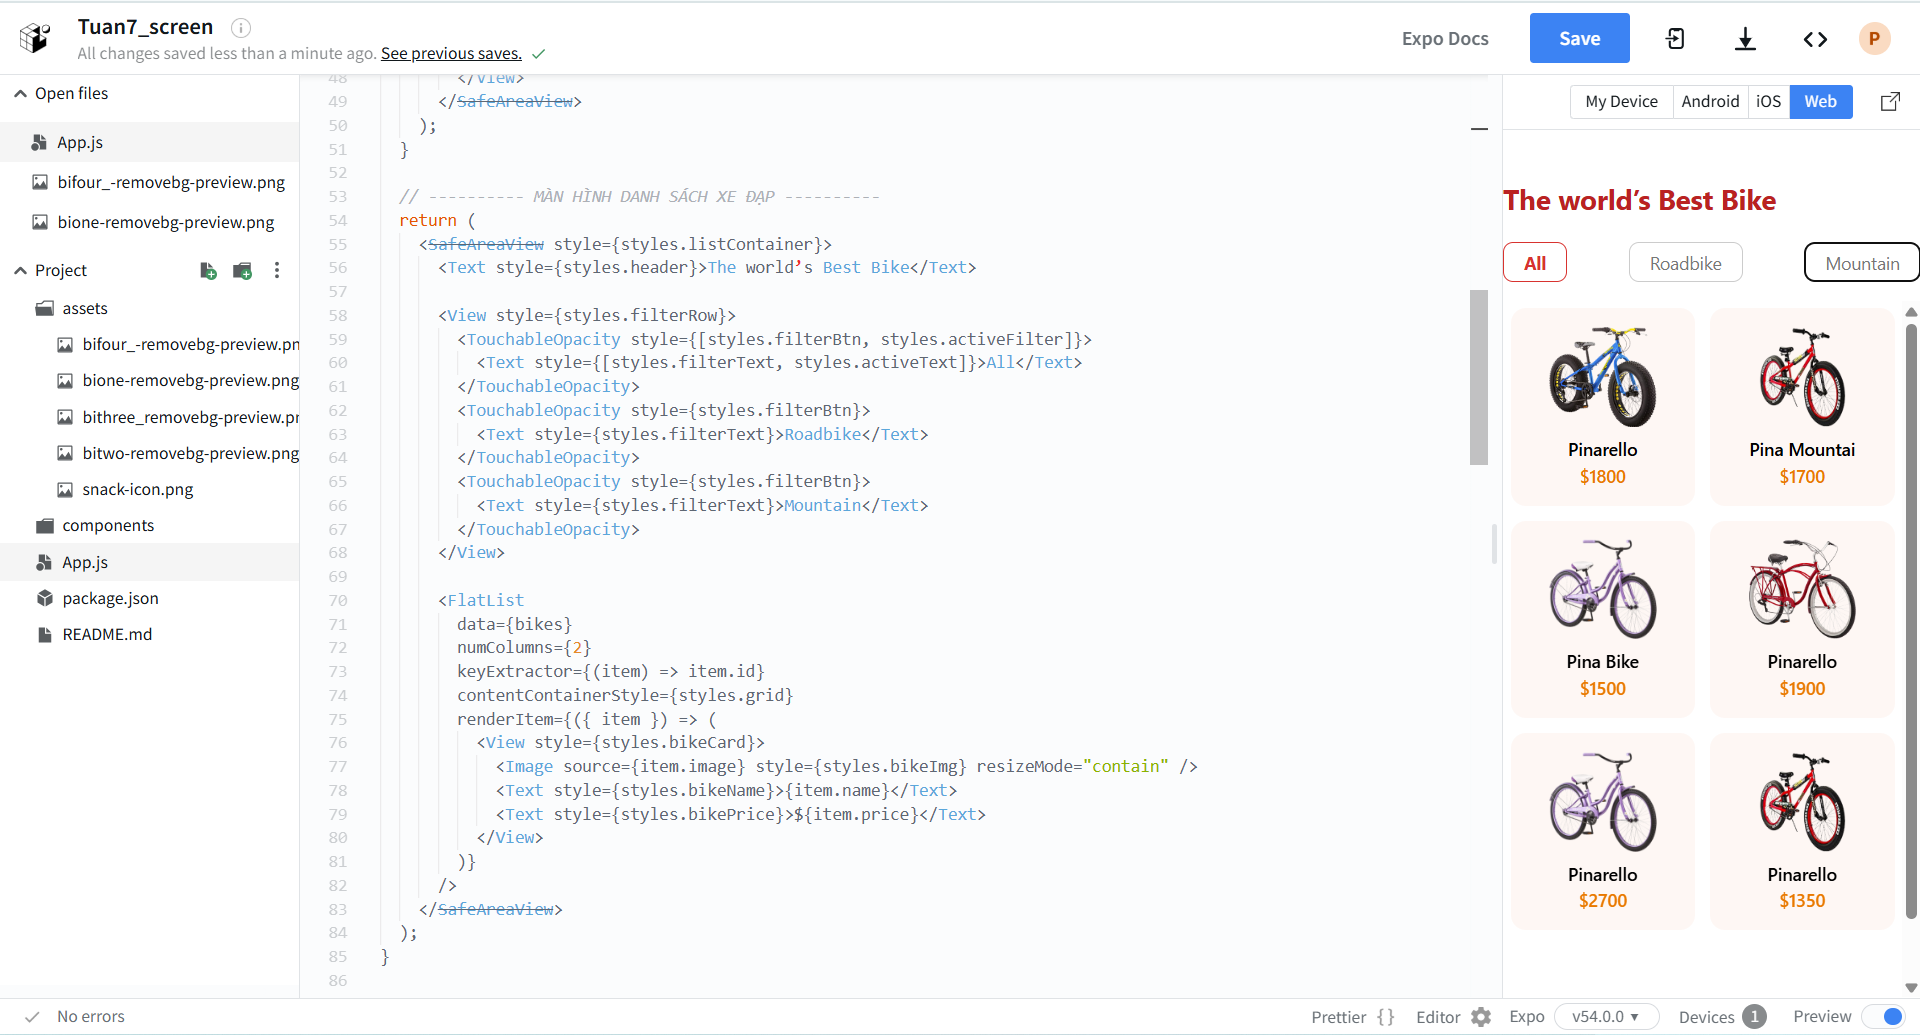 Tuan7_screen
All changes saved less than a minute ago. See previous saves.
Expo Docs
Save
P
Open files
App.js
bifour_-removebg-preview.png
bione-removebg-preview.png
Project
assets
bifour_-removebg-preview.pn
bione-removebg-preview.png
bithree_removebg-preview.pr
bitwo-removebg-preview.png
snack-icon.png
components
App.js
package.json
README.md
48 </View>
49 </SafeAreaView>
50 );
51 }
52
53 // ---------- MÀN HÌNH DANH SÁCH XE ĐẠP ----------
54 return (
55 <SafeAreaView style={styles.listContainer}>
56 <Text style={styles.header}>The world’s Best Bike</Text>
57
58 <View style={styles.filterRow}>
59 <TouchableOpacity style={[styles.filterBtn, styles.activeFilter]}>
60 <Text style={[styles.filterText, styles.activeText]}>All</Text>
61 </TouchableOpacity>
62 <TouchableOpacity style={styles.filterBtn}>
63 <Text style={styles.filterText}>Roadbike</Text>
64 </TouchableOpacity>
65 <TouchableOpacity style={styles.filterBtn}>
66 <Text style={styles.filterText}>Mountain</Text>
67 </TouchableOpacity>
68 </View>
69
70 <FlatList
71 data={bikes}
72 numColumns={2}
73 keyExtractor={(item) => item.id}
74 contentContainerStyle={styles.grid}
75 renderItem={({ item }) => (
76 <View style={styles.bikeCard}>
77 <Image source={item.image} style={styles.bikeImg} resizeMode="contain" />
78 <Text style={styles.bikeName}>{item.name}</Text>
79 <Text style={styles.bikePrice}>${item.price}</Text>
80 </View>
81 )}
82 />
83 </SafeAreaView>
84 );
85 }
86
My Device Android iOS Web
The world’s Best Bike
All Roadbike Mountain
Pinarello
$1800
Pina Mountai
$1700
Pina Bike
$1500
Pinarello
$1900
Pinarello
$2700
Pinarello
$1350
No errors
Prettier {} Editor Expo v54.0.0 Devices 1 Preview